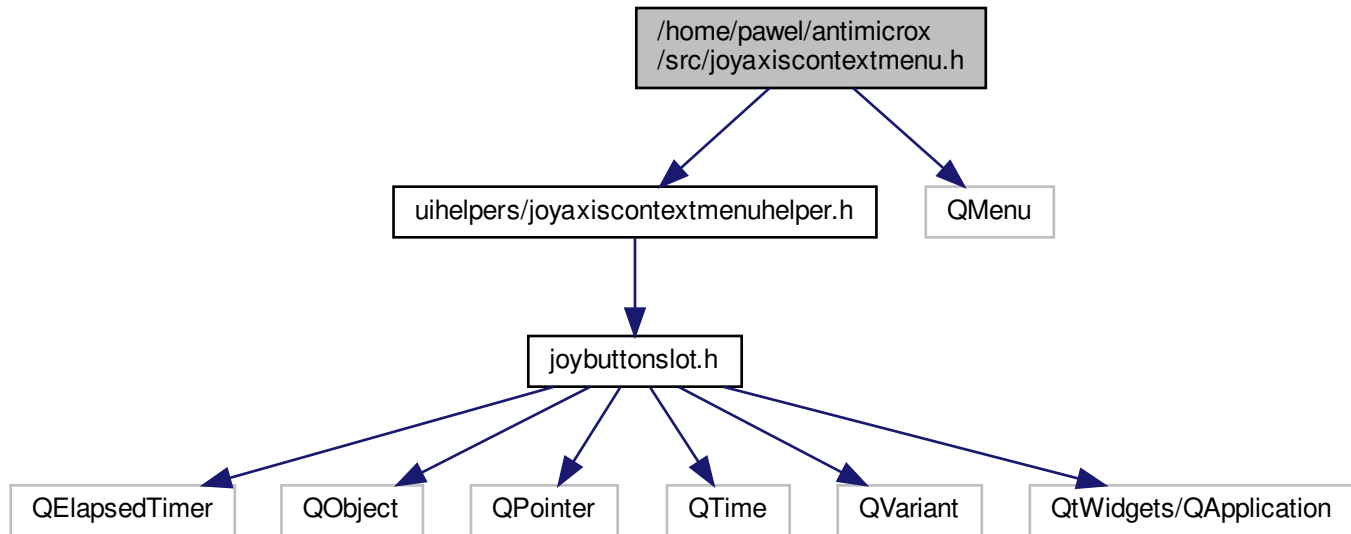 /home/pawel/antimicrox
/src/joyaxiscontextmenu.h
uihelpers/joyaxiscontextmenuhelper.h
QMenu
joybuttonslot.h
QElapsedTimer
QObject
QPointer
QTime
QVariant
QtWidgets/QApplication